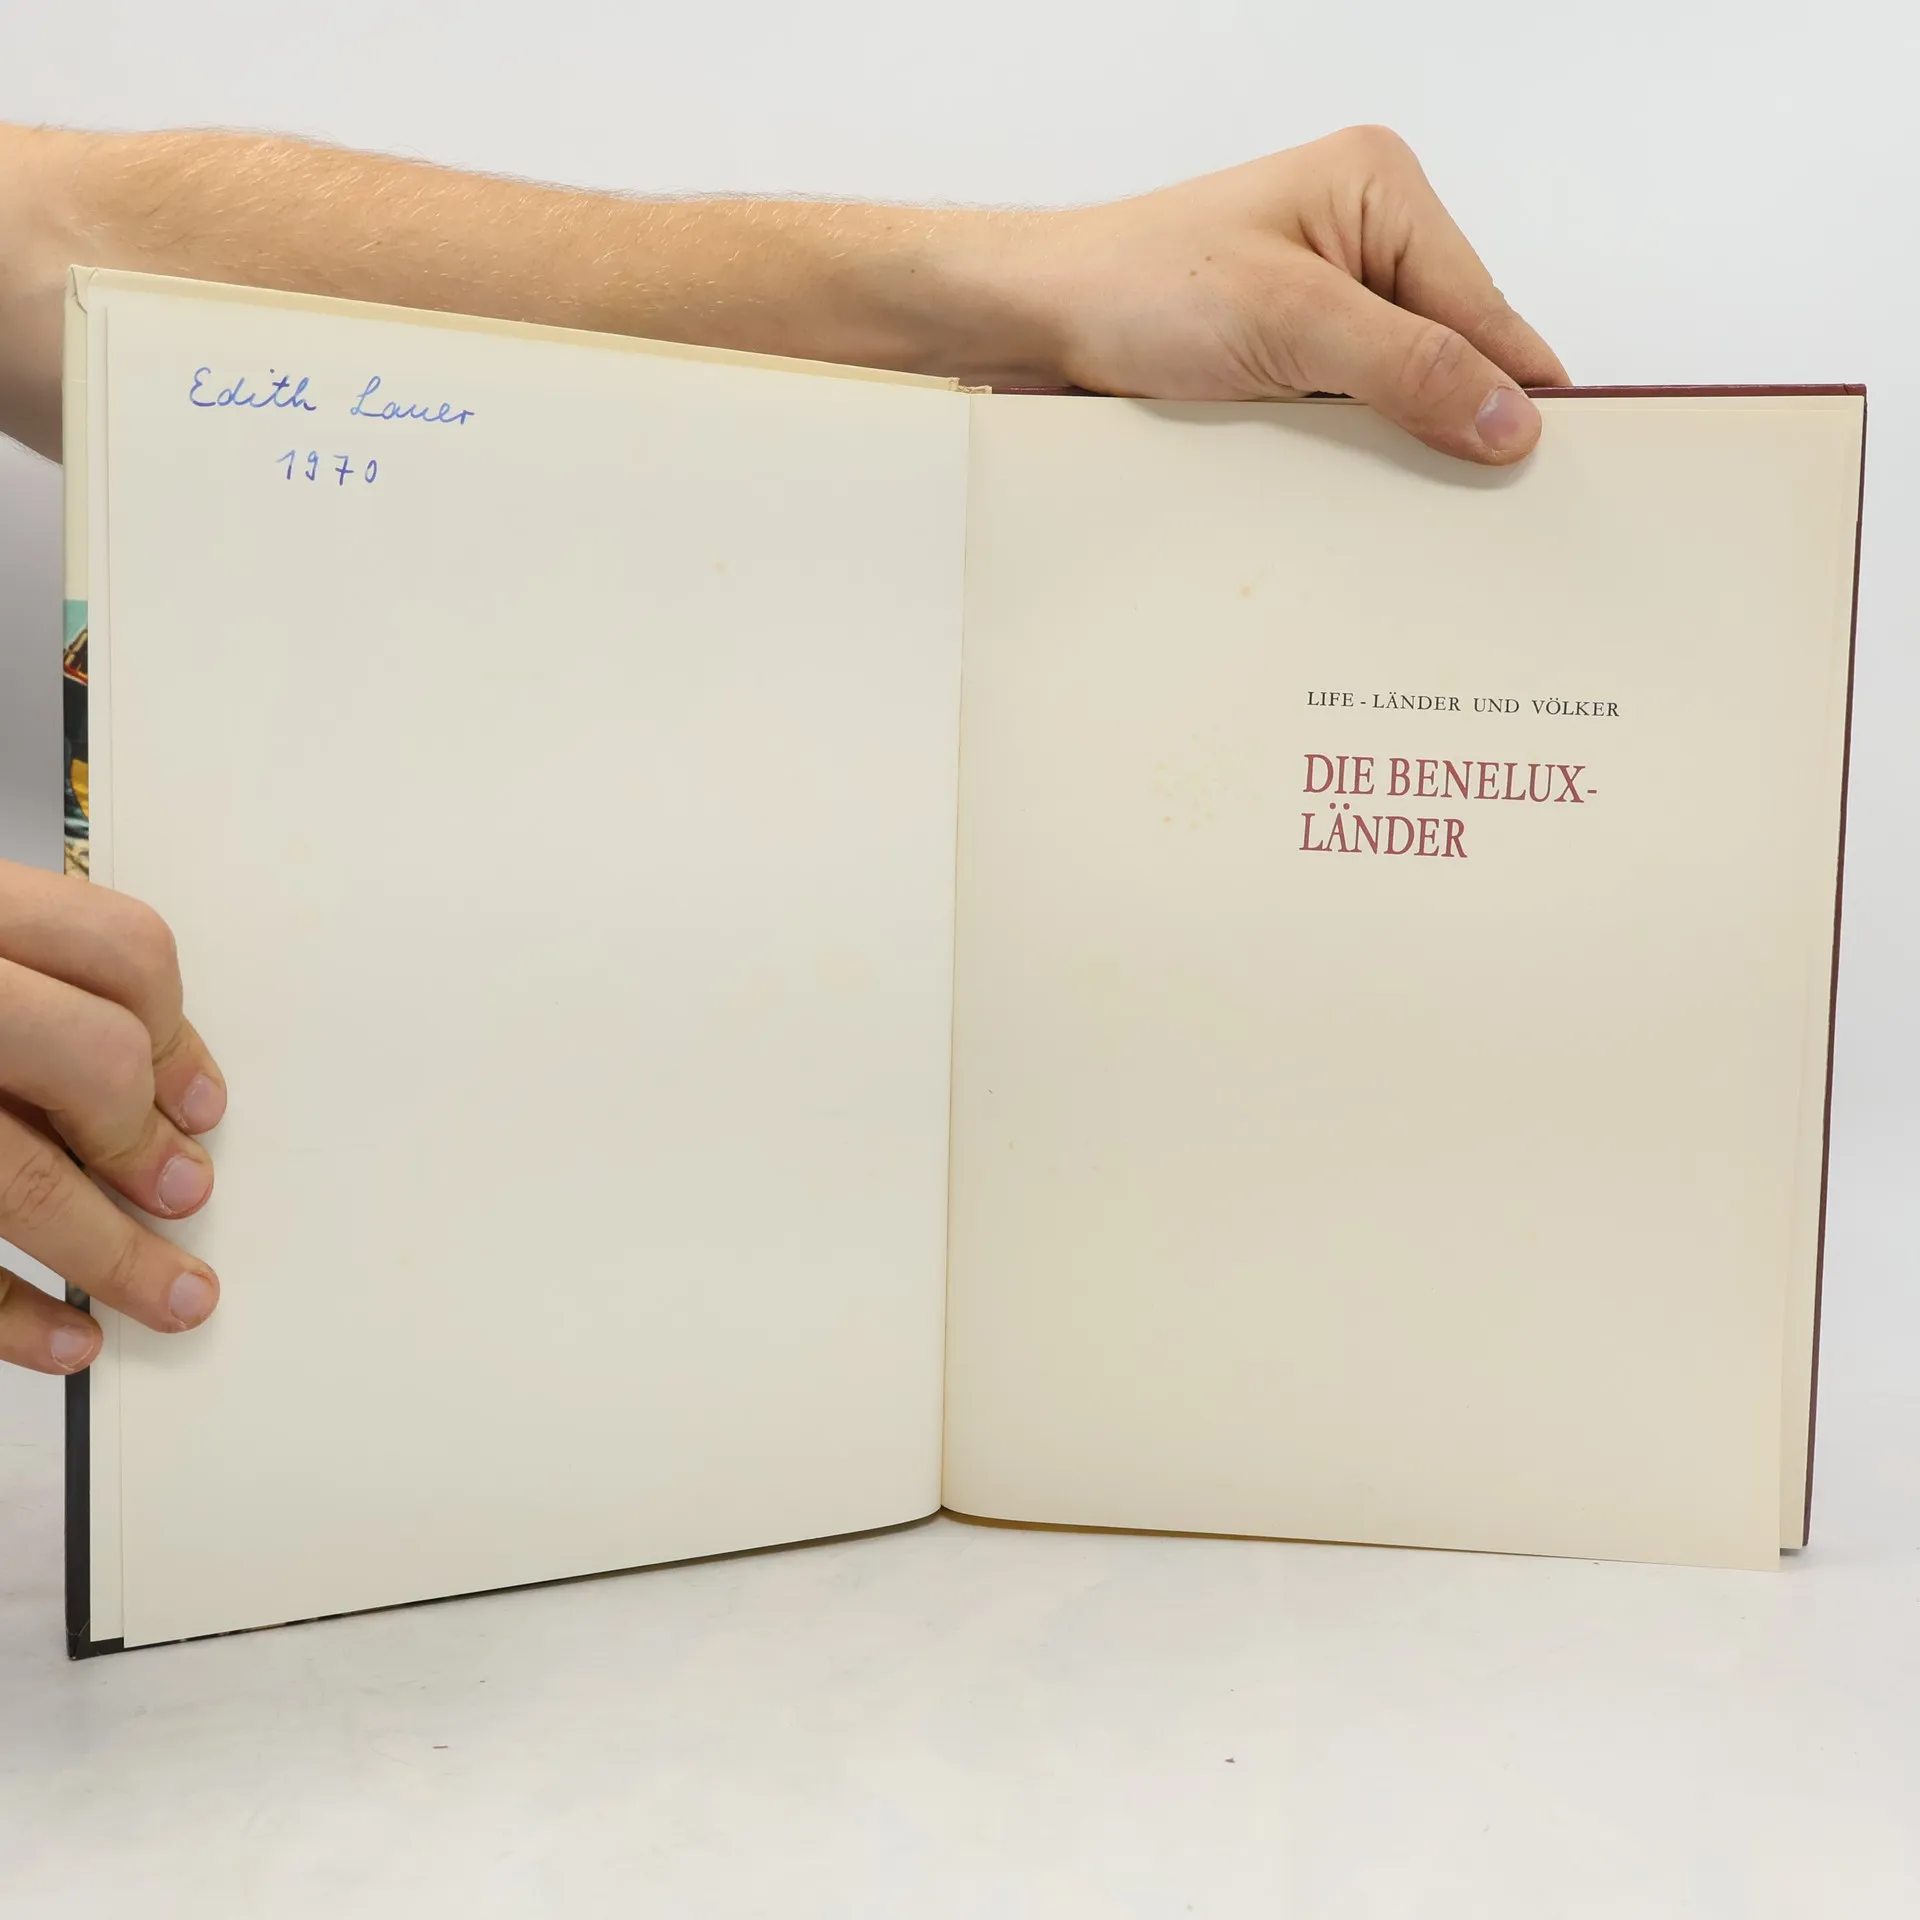 Edith Lauer
1970
LIFE - LÄNDER UND VÖLKER
DIE BENELUX-
LÄNDER